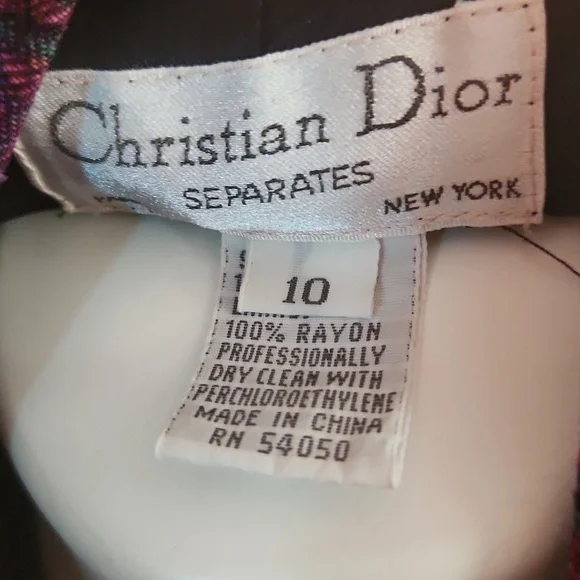 Christian Dior
SEPARATES
NEW YORK
10
100% RAYON
PROFESSIONALLY
DRY CLEAN WITH
PERCHLOROETHYLENE
MADE IN CHINA
RN 54050